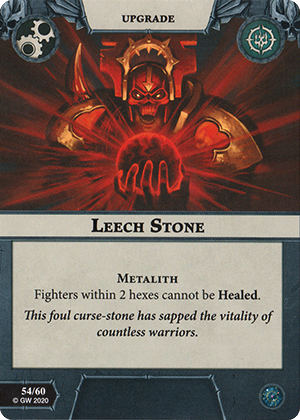 UPGRADE
LEECH STONE
METALITH
Fighters within 2 hexes cannot be Healed.
This foul curse-stone has sapped the vitality of
countless warriors.
54/60
© GW 2020